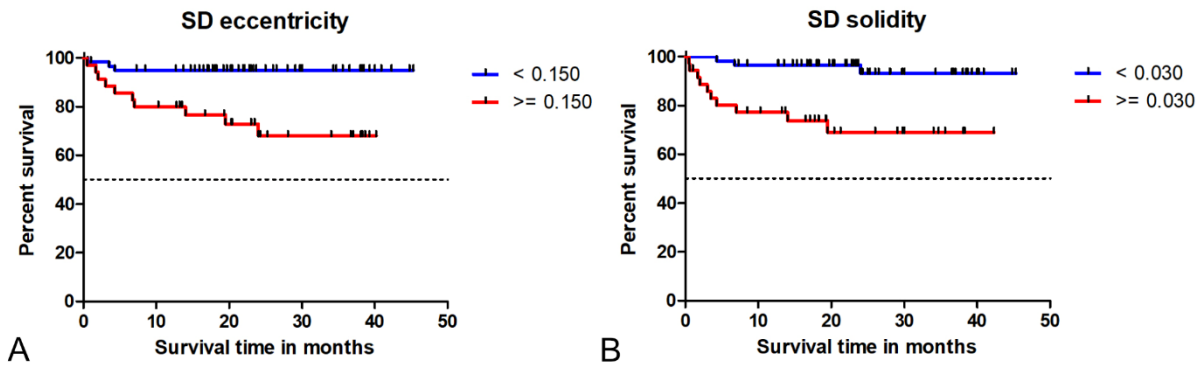 SD eccentricity
100
80
60
40
20
0
Percent survival
0 10 20 30 40 50
Survival time in months
< 0.150
>= 0.150
A
SD solidity
100
80
60
40
20
0
Percent survival
0 10 20 30 40 50
Survival time in months
< 0.030
>= 0.030
B